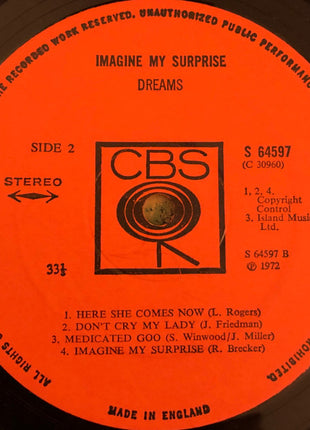 THE RECORDED WORK RESERVED. UNAUTHORIZED PUBLIC PERFORMANCE
IMAGINE MY SURPRISE
DREAMS
SIDE 2
CBS
S 64597
(C 30960)
STEREO
1, 2, 4.
Copyright
Control
3. Island Music
Ltd.
33⅓
S 64597 B
℗ 1972
1. HERE SHE COMES NOW (L. Rogers)
2. DON'T CRY MY LADY (J. Friedman)
3. MEDICATED GOO (S. Winwood/J. Miller)
4. IMAGINE MY SURPRISE (R. Brecker)
ALL RIGHTS
MADE IN ENGLAND
PROHIBITED.